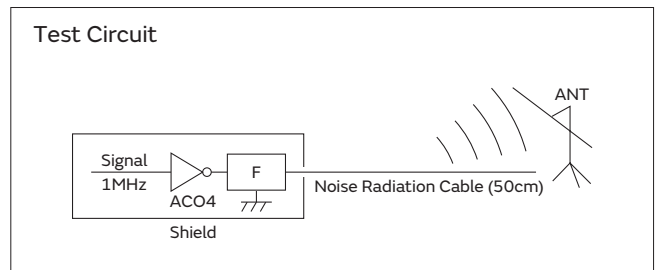 Test Circuit
ANT
Signal
1MHz
ACO4
F
Noise Radiation Cable (50cm)
Shield